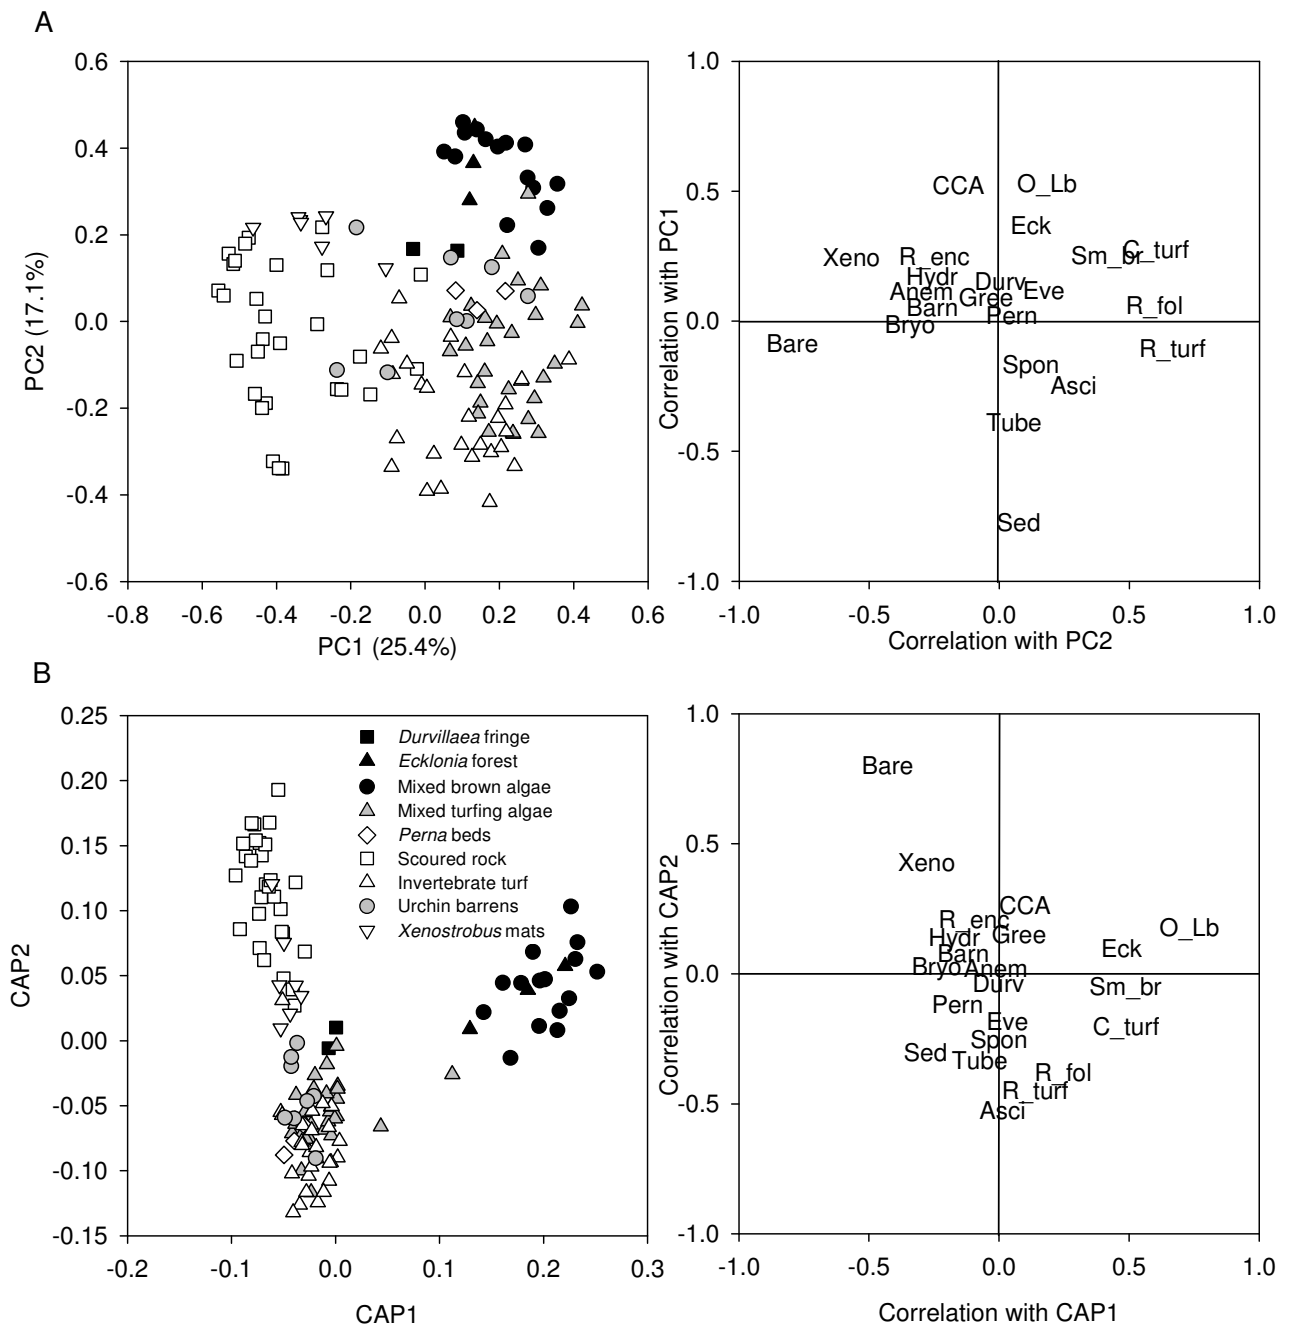 A
0.6
0.4
0.2
0.0
-0.2
-0.4
-0.6
PC2 (17.1%)
-0.8
-0.6
-0.4
-0.2
0.0
0.2
0.4
0.6
PC1 (25.4%)
1.0
0.5
0.0
-0.5
-1.0
Correlation with PC1
CCA
O_Lb
Eck
Xeno
R_enc
Sm_br
C_turf
Hydr
Durv
Anem
Gree
Eve
Barn
Pern
R_fol
Bryo
Bare
R_turf
Spon
Asci
Tube
Sed
-1.0
-0.5
0.0
0.5
1.0
Correlation with PC2
B
0.25
0.20
0.15
0.10
0.05
0.00
-0.05
-0.10
-0.15
CAP2
Durvillaea fringe
Ecklonia forest
Mixed brown algae
Mixed turfing algae
Perna beds
Scoured rock
Invertebrate turf
Urchin barrens
Xenostrobus mats
-0.2
-0.1
0.0
0.1
0.2
0.3
CAP1
1.0
0.5
0.0
-0.5
-1.0
Correlation with CAP2
Bare
Xeno
CCA
R_enc
O_Lb
Hydr
Gree
Eck
Barn
Bryo
Anem
Durv
Sm_br
Pern
Eve
C_turf
Spon
Sed
Tube
R_fol
R_turf
Asci
-1.0
-0.5
0.0
0.5
1.0
Correlation with CAP1